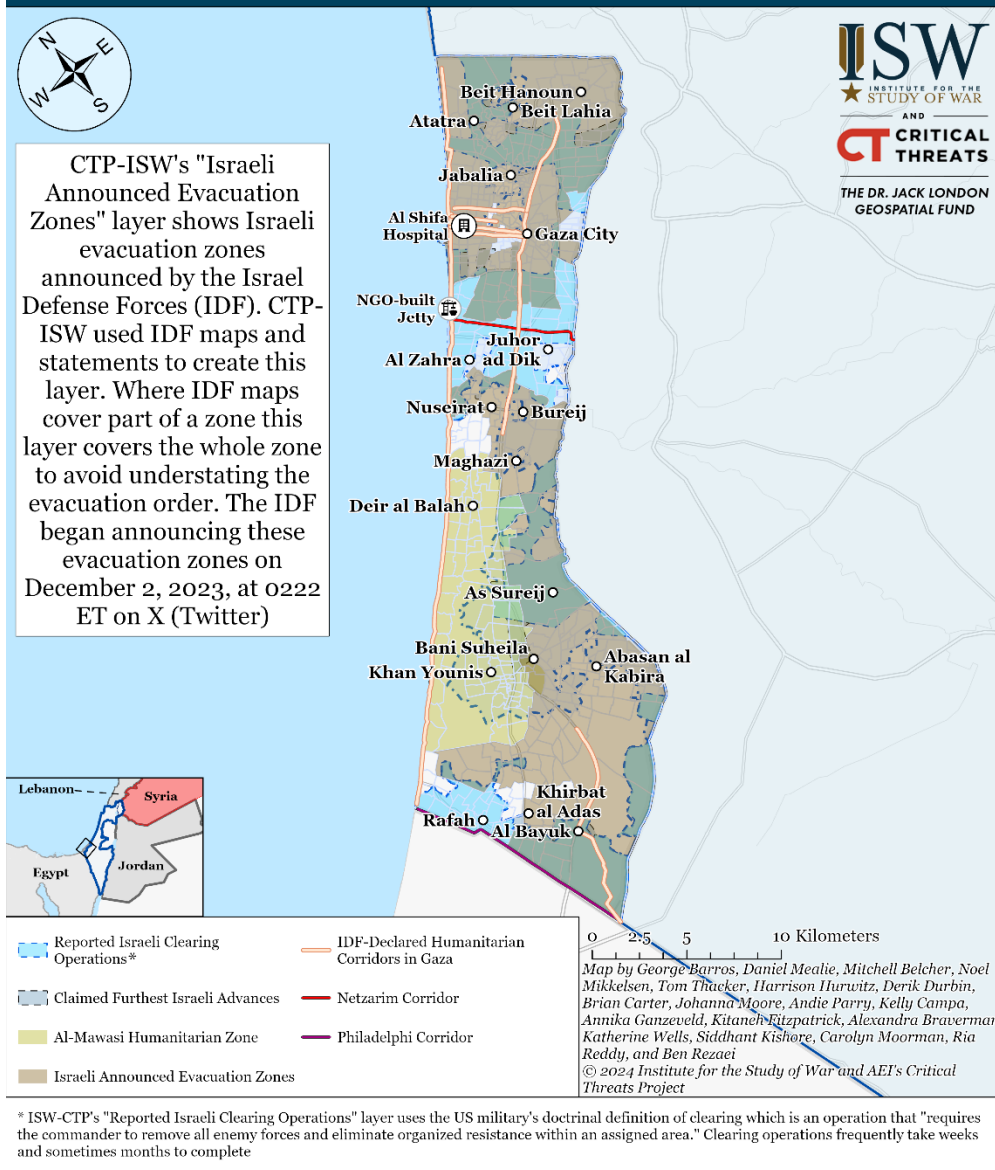 N
E
W
S
ISW
INSTITUTE FOR THE
STUDY OF WAR
AND
CT CRITICAL
THREATS
THE DR. JACK LONDON
GEOSPATIAL FUND
CTP-ISW's "Israeli
Announced Evacuation
Zones" layer shows Israeli
evacuation zones
announced by the Israel
Defense Forces (IDF). CTP-
ISW used IDF maps and
statements to create this
layer. Where IDF maps
cover part of a zone this
layer covers the whole zone
to avoid understating the
evacuation order. The IDF
began announcing these
evacuation zones on
December 2, 2023, at 0222
ET on X (Twitter)
Beit Hanoun
Beit Lahia
Atatra
Jabalia
Al Shifa
Hospital
Gaza City
NGO-built
Jetty
Juhor
ad Dik
Al Zahra
Nuseirat
Bureij
Maghazi
Deir al Balah
As Sureij
Bani Suheila
Abasan al
Kabira
Khan Younis
Khirbat
al Adas
Rafah
Al Bayuk
Lebanon
Syria
Egypt
Jordan
Reported Israeli Clearing
Operations*
Claimed Furthest Israeli Advances
Al-Mawasi Humanitarian Zone
Israeli Announced Evacuation Zones
IDF-Declared Humanitarian
Corridors in Gaza
Netzarim Corridor
Philadelphi Corridor
0 2.5 5 10 Kilometers
Map by George Barros, Daniel Mealie, Mitchell Belcher, Noel
Mikkelsen, Tom Thacker, Harrison Hurwitz, Derik Durbin,
Brian Carter, Johanna Moore, Andie Parry, Kelly Campa,
Annika Ganzeveld, Kitaneh Fitzpatrick, Alexandra Braverman
Katherine Wells, Siddhant Kishore, Carolyn Moorman, Ria
Reddy, and Ben Rezaei
© 2024 Institute for the Study of War and AEI's Critical
Threats Project
* ISW-CTP's "Reported Israeli Clearing Operations" layer uses the US military's doctrinal definition of clearing which is an operation that "requires
the commander to remove all enemy forces and eliminate organized resistance within an assigned area." Clearing operations frequently take weeks
and sometimes months to complete